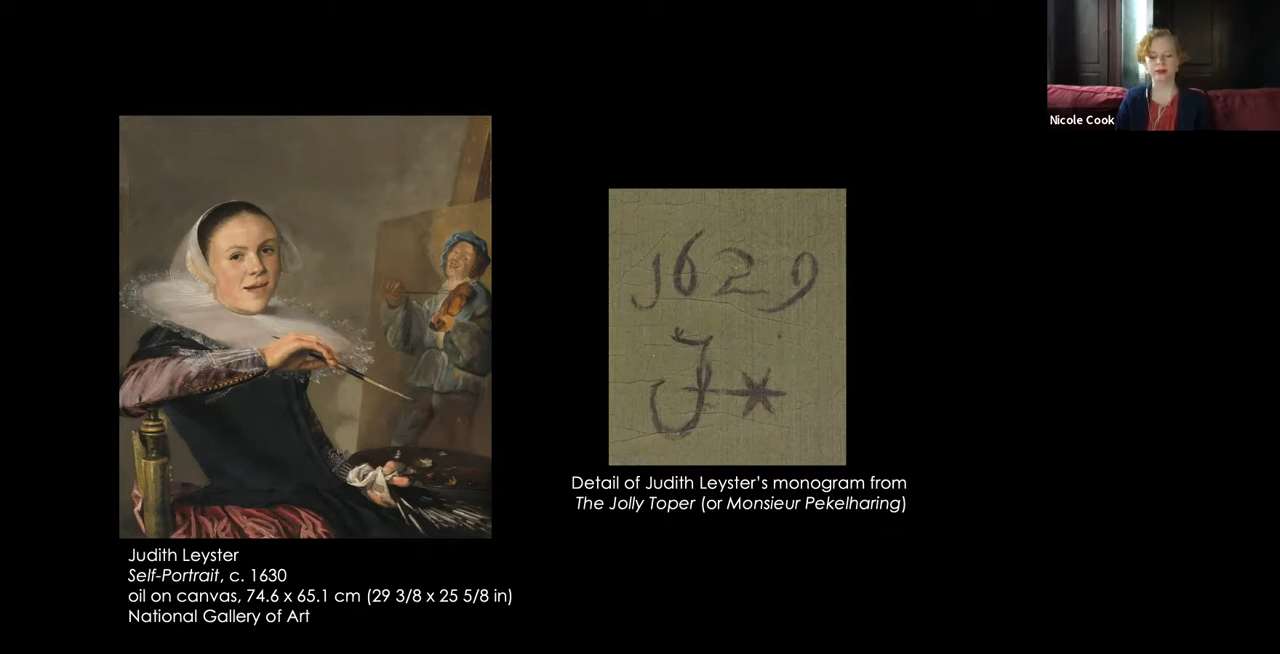 Nicole Cook
1629
J*
Detail of Judith Leyster's monogram from
The Jolly Toper (or Monsieur Pekelharing)
Judith Leyster
Self-Portrait, c. 1630
oil on canvas, 74.6 x 65.1 cm (29 3/8 x 25 5/8 in)
National Gallery of Art